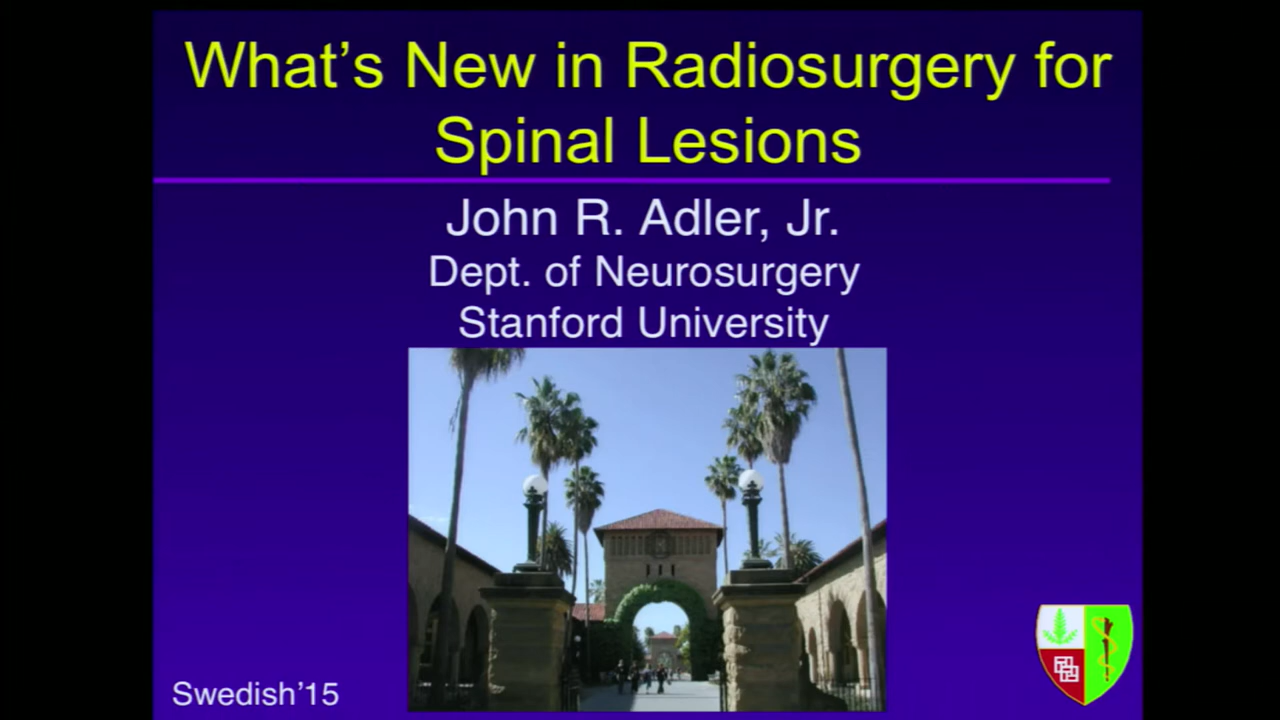 What's New in Radiosurgery for
Spinal Lesions
John R. Adler, Jr.
Dept. of Neurosurgery
Stanford University
Swedish'15